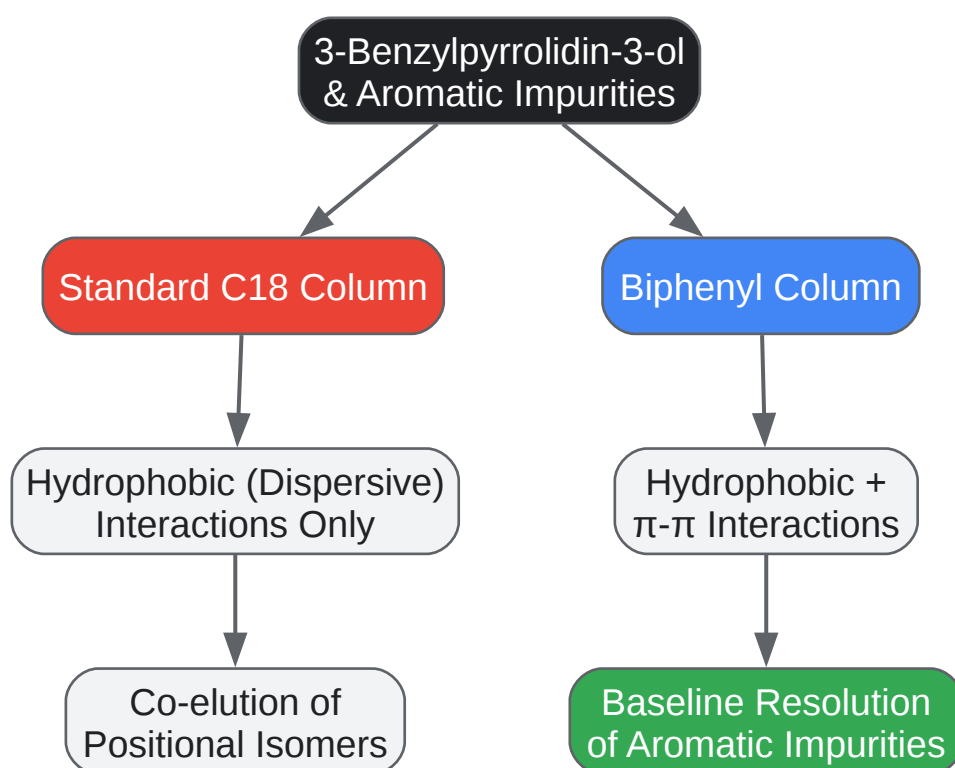 3-Benzylpyrrolidin-3-ol
& Aromatic Impurities
Standard C18 Column
Biphenyl Column
Hydrophobic (Dispersive)
Interactions Only
Hydrophobic +
π-π Interactions
Co-elution of
Positional Isomers
Baseline Resolution
of Aromatic Impurities